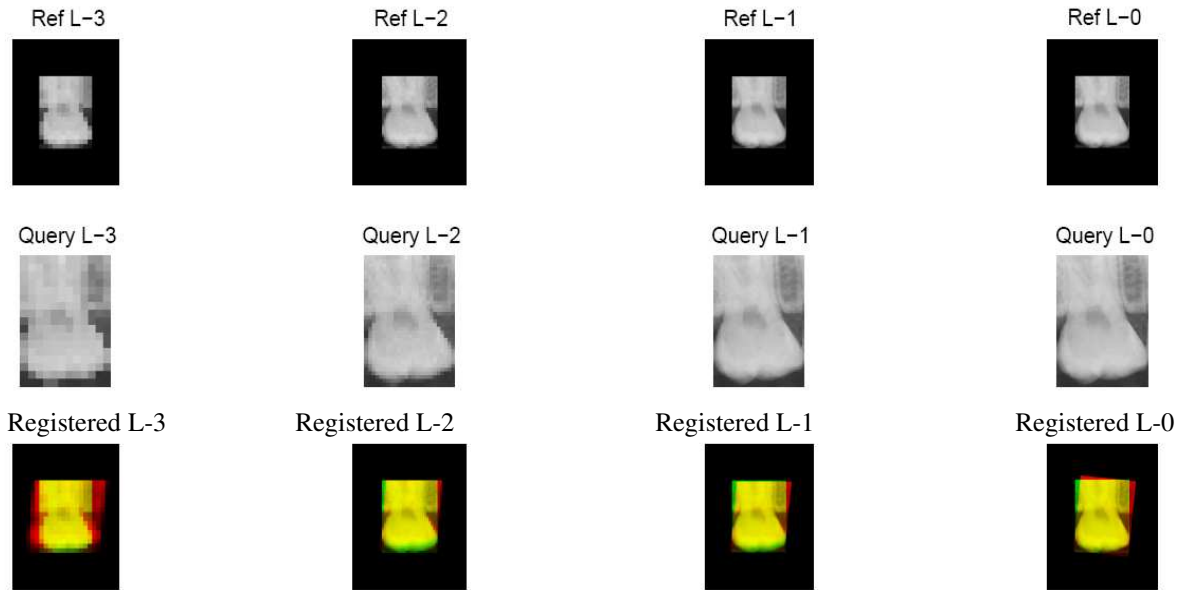 Ref L−3 Ref L−2 Ref L−1 Ref L−0
Query L−3 Query L−2 Query L−1 Query L−0
Registered L-3 Registered L-2 Registered L-1 Registered L-0